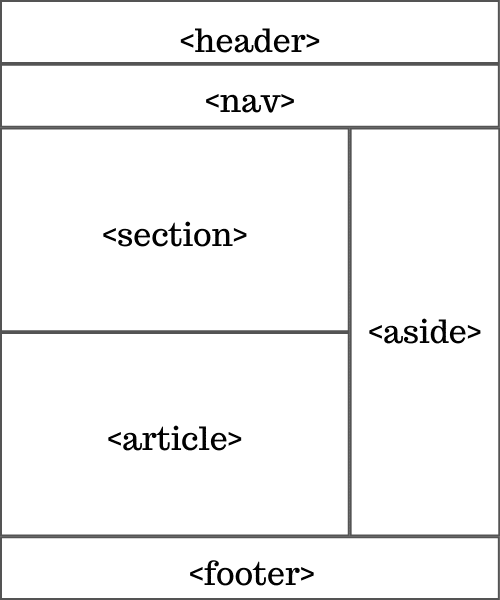 <header>
<nav>
<section>
<aside>
<article>
<footer>